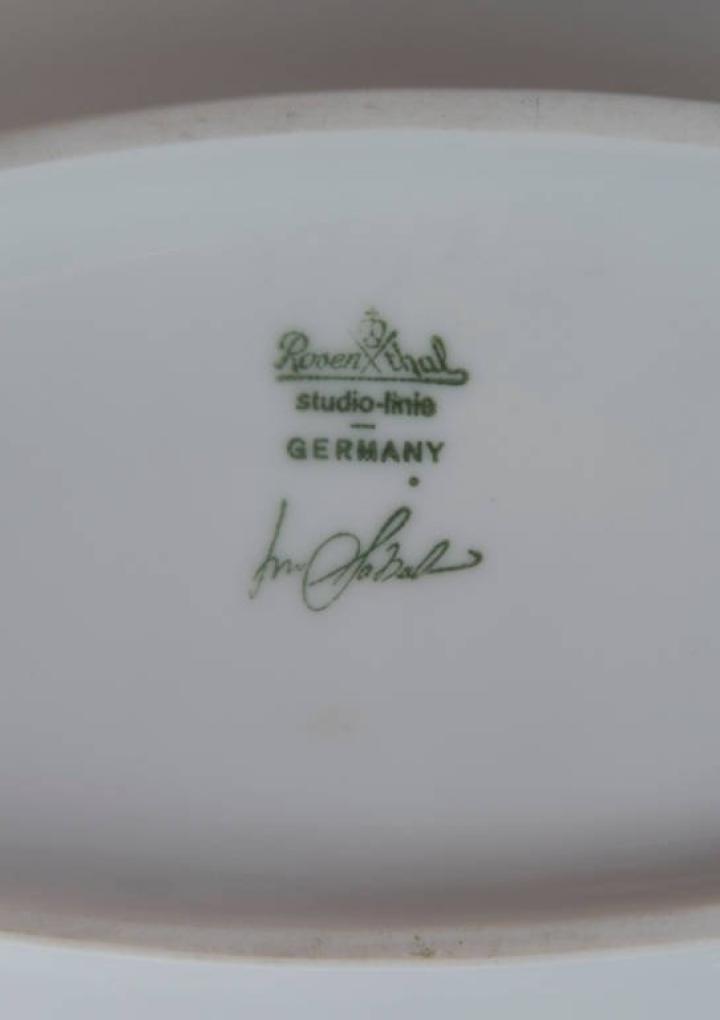 Rosenthal
studio-linie
GERMANY